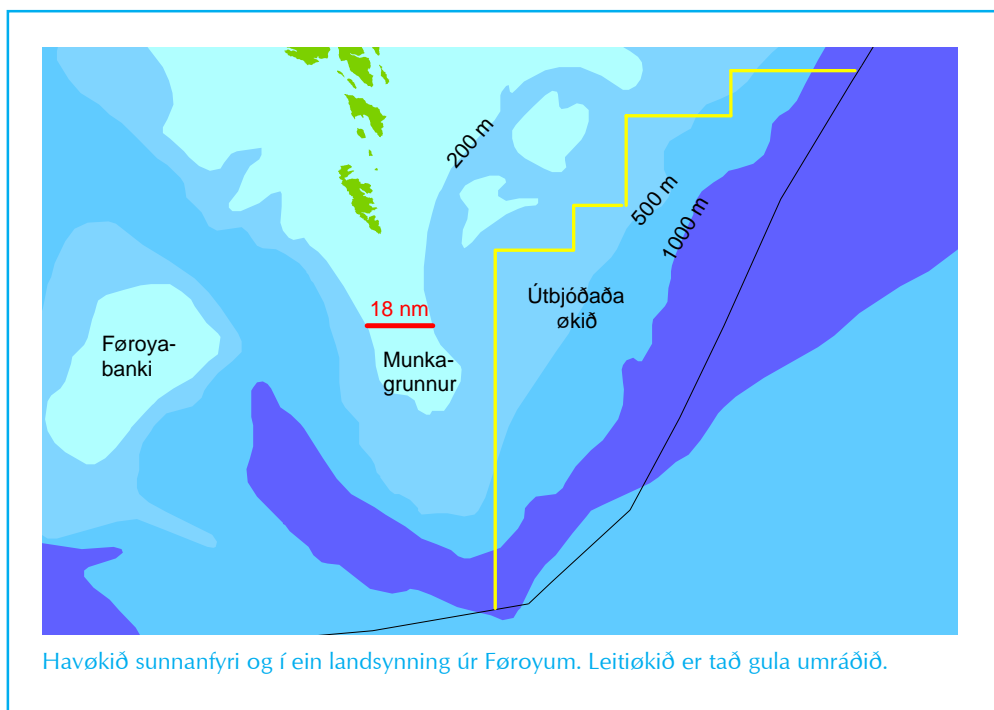 200 m
500 m
1000 m
Útbjóðaða
økið
18 nm
Føroya-
banki
Munka-
grunnur
Havøkið sunnanfyri og í ein landsynning úr Føroyum. Leitiøkið er tað gula umráðið.